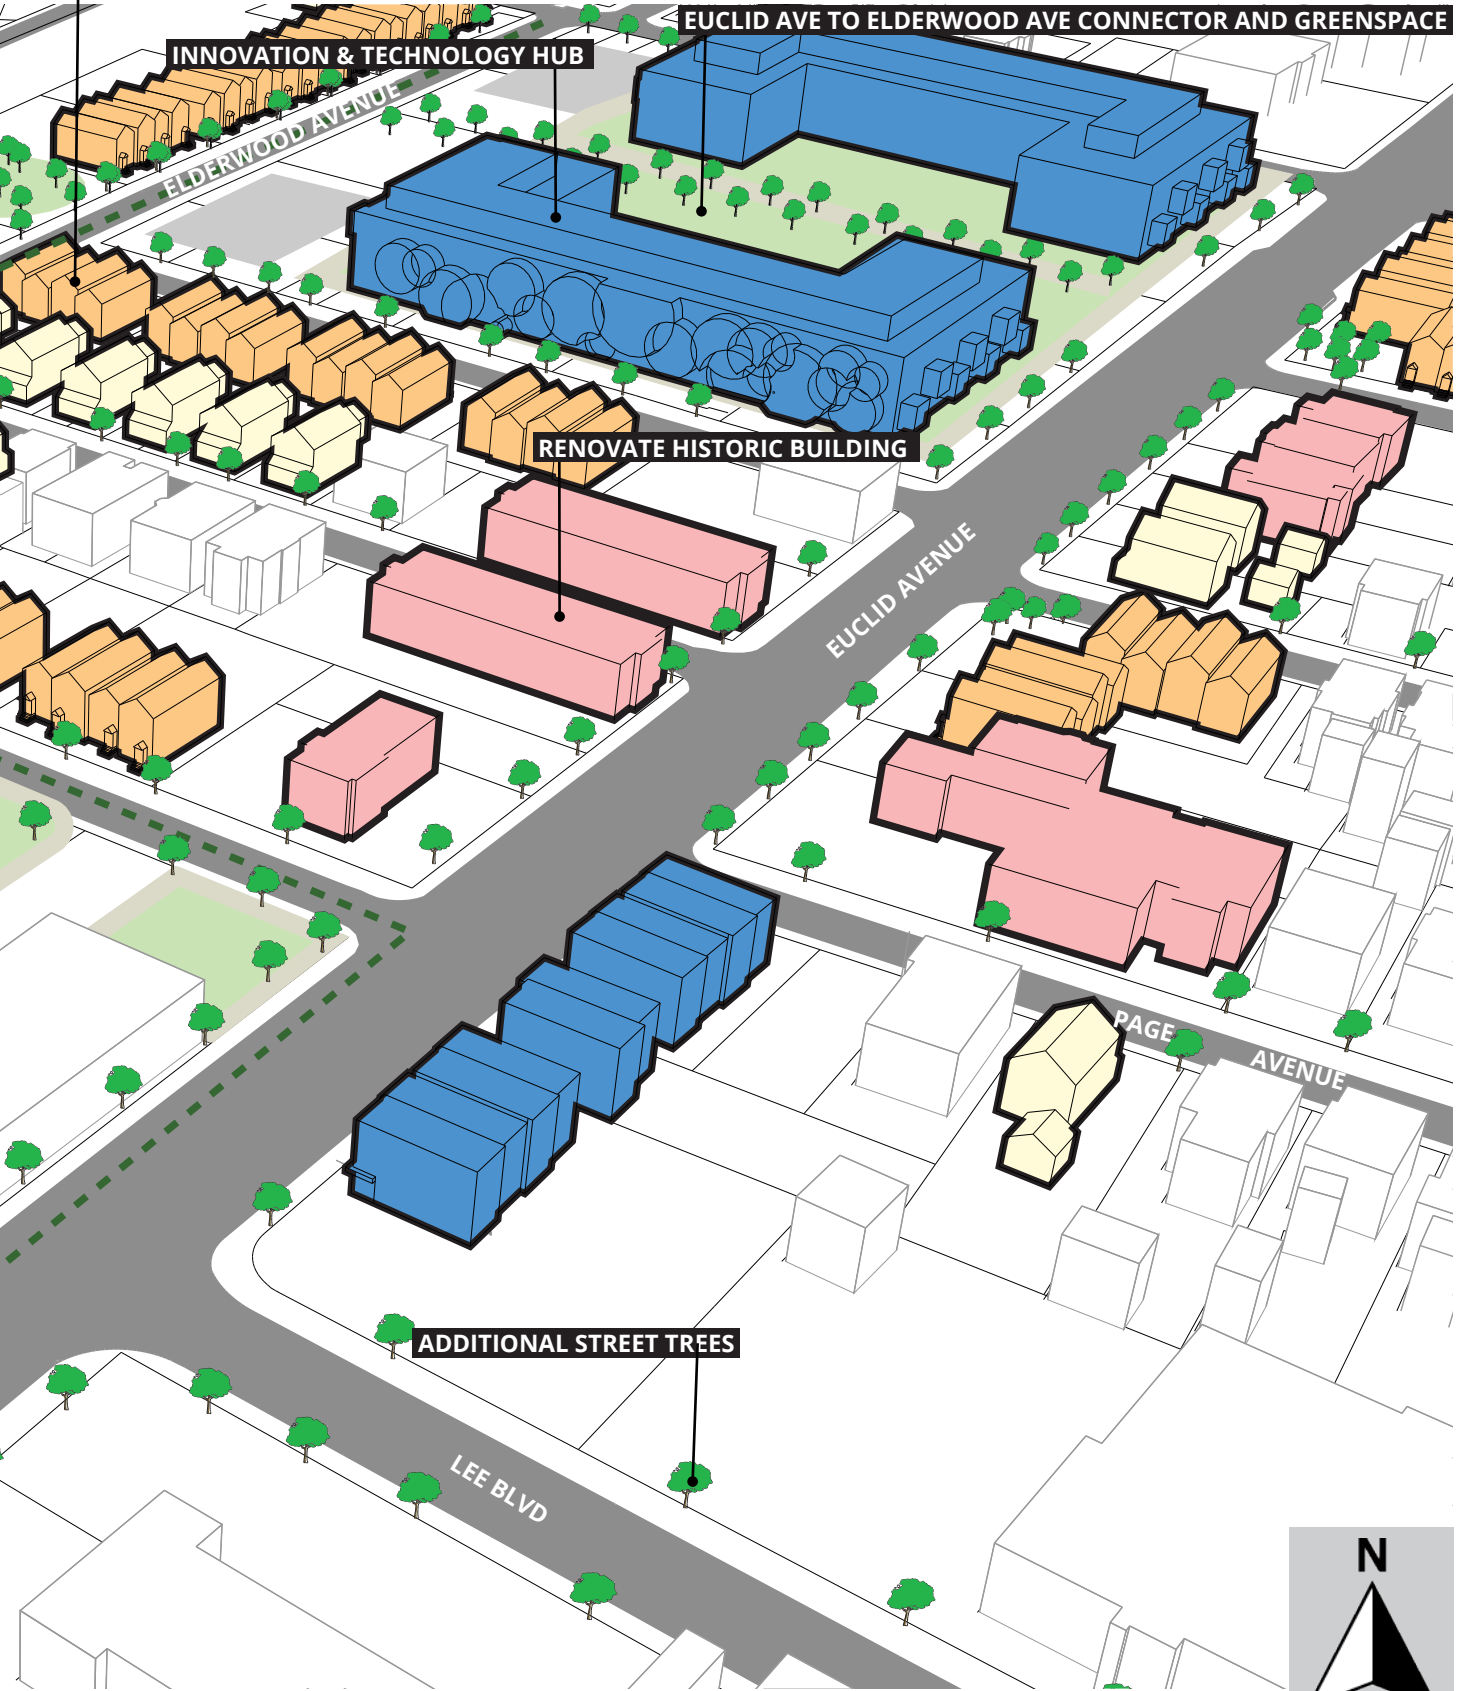 EUCLID AVE TO ELDERWOOD AVE CONNECTOR AND GREENSPACE
INNOVATION & TECHNOLOGY HUB
ELDERWOOD AVENUE
RENOVATE HISTORIC BUILDING
EUCLID AVENUE
PAGE AVENUE
ADDITIONAL STREET TREES
LEE BLVD
N